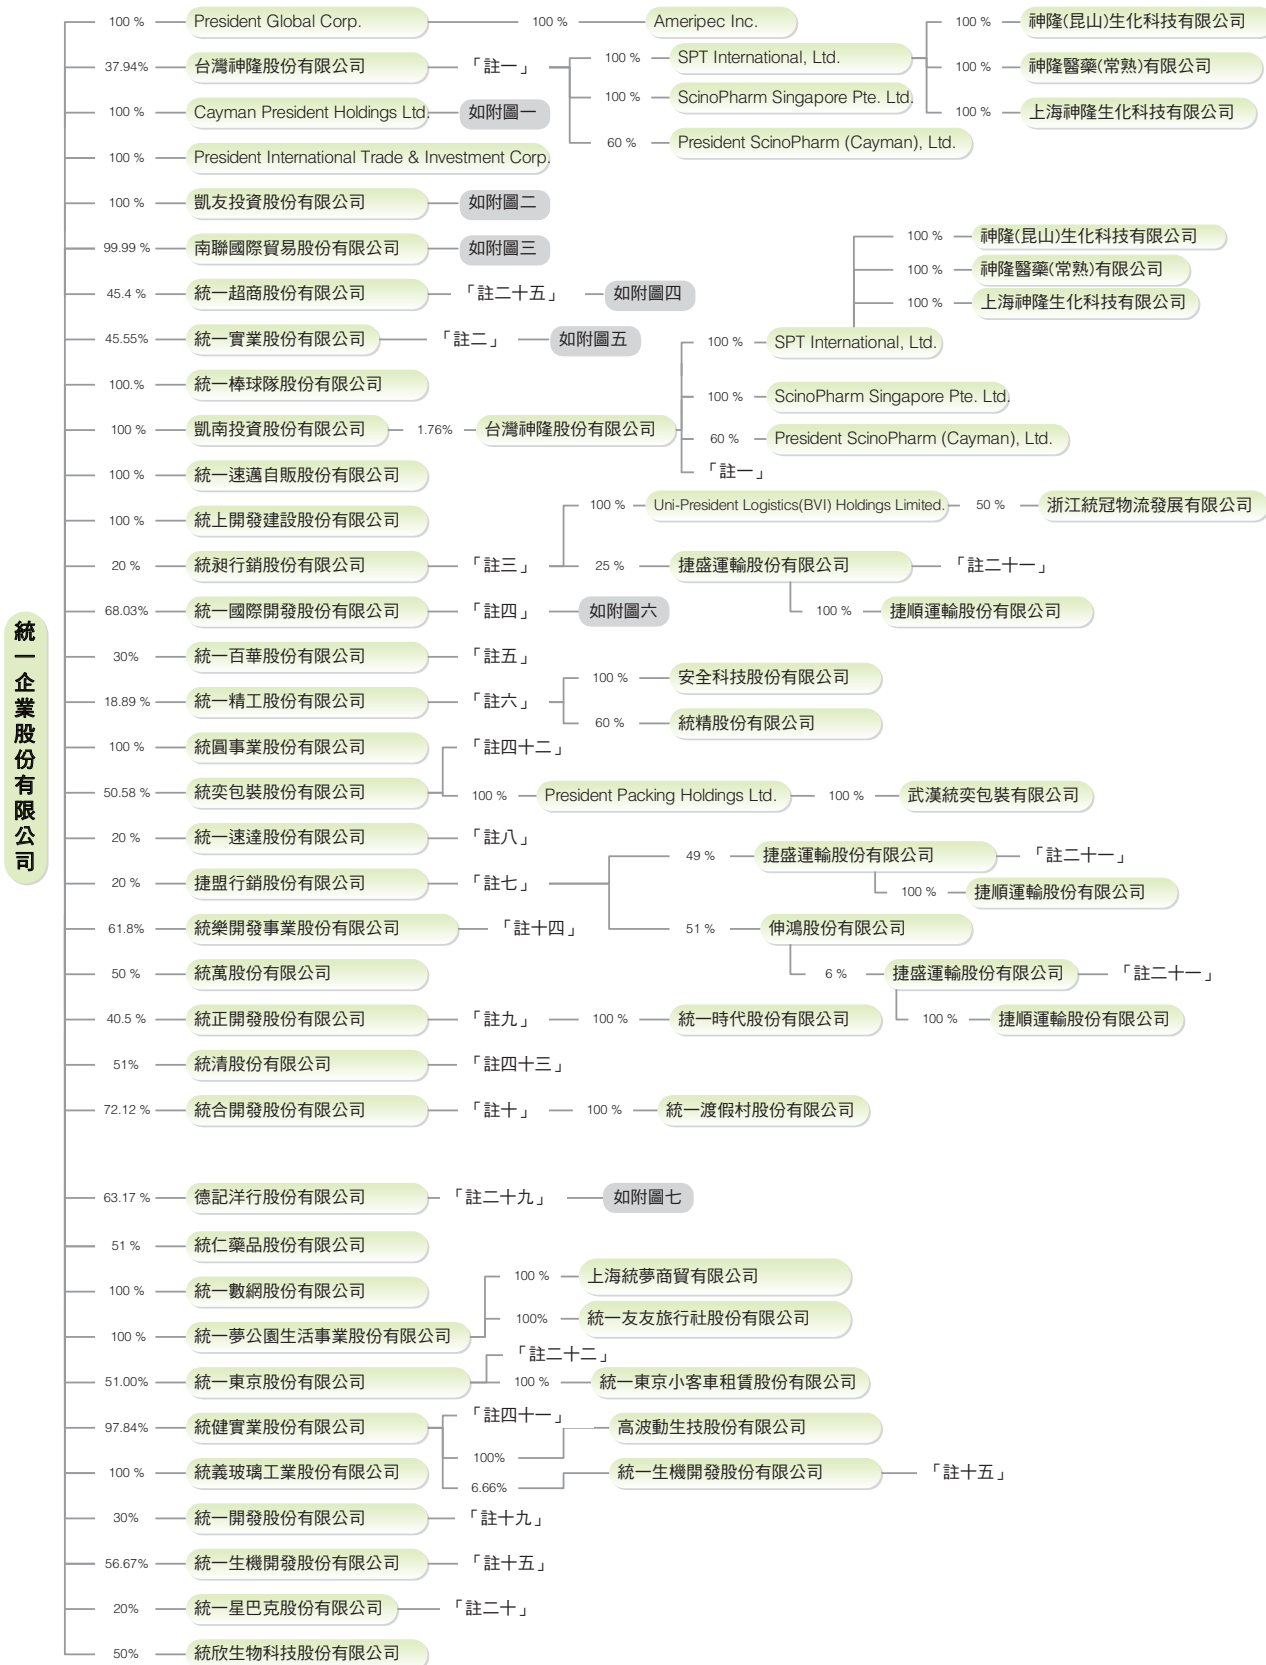 統一企業股份有限公司
100 % President Global Corp. 100 % Ameripec Inc.
37.94% 台灣神隆股份有限公司 「註一」
100 % SPT International, Ltd.
100 % 神隆(昆山)生化科技有限公司
100 % 神隆醫藥(常熟)有限公司
100 % 上海神隆生化科技有限公司
100 % ScinoPharm Singapore Pte. Ltd.
60 % President ScinoPharm (Cayman), Ltd.
100 % Cayman President Holdings Ltd. 如附圖一
100 % President International Trade & Investment Corp.
100 % 凱友投資股份有限公司 如附圖二
99.99 % 南聯國際貿易股份有限公司 如附圖三
45.4 % 統一超商股份有限公司 「註二十五」 如附圖四
45.55% 統一實業股份有限公司 「註二」 如附圖五
100.% 統一棒球隊股份有限公司
100 % 凱南投資股份有限公司 1.76% 台灣神隆股份有限公司
100 % SPT International, Ltd.
100 % 神隆(昆山)生化科技有限公司
100 % 神隆醫藥(常熟)有限公司
100 % 上海神隆生化科技有限公司
100 % ScinoPharm Singapore Pte. Ltd.
60 % President ScinoPharm (Cayman), Ltd.
「註一」
100 % 統一速邁自販股份有限公司
100 % 統上開發建設股份有限公司
20 % 統昶行銷股份有限公司 「註三」
100 % Uni-President Logistics(BVI) Holdings Limited. 50 % 浙江統冠物流發展有限公司
25 % 捷盛運輸股份有限公司 「註二十一」
100 % 捷順運輸股份有限公司
68.03% 統一國際開發股份有限公司 「註四」 如附圖六
30% 統一百華股份有限公司 「註五」
18.89 % 統一精工股份有限公司 「註六」
100 % 安全科技股份有限公司
60 % 統精股份有限公司
100 % 統圓事業股份有限公司
50.58 % 統奕包裝股份有限公司
「註四十二」
100 % President Packing Holdings Ltd. 100 % 武漢統奕包裝有限公司
20 % 統一速達股份有限公司 「註八」
20 % 捷盟行銷股份有限公司 「註七」
49 % 捷盛運輸股份有限公司 「註二十一」
100 % 捷順運輸股份有限公司
51 % 伸鴻股份有限公司
6 % 捷盛運輸股份有限公司 「註二十一」
100 % 捷順運輸股份有限公司
61.8% 統樂開發事業股份有限公司 「註十四」
50 % 統萬股份有限公司
40.5 % 統正開發股份有限公司 「註九」 100 % 統一時代股份有限公司
51% 統清股份有限公司 「註四十三」
72.12 % 統合開發股份有限公司 「註十」 100 % 統一渡假村股份有限公司
63.17 % 德記洋行股份有限公司 「註二十九」 如附圖七
51 % 統仁藥品股份有限公司
100 % 統一數網股份有限公司
100 % 統一夢公園生活事業股份有限公司
100 % 上海統夢商貿有限公司
100% 統一友友旅行社股份有限公司
51.00% 統一東京股份有限公司
「註二十二」
100 % 統一東京小客車租賃股份有限公司
97.84% 統健實業股份有限公司
「註四十一」
100% 高波動生技股份有限公司
6.66% 統一生機開發股份有限公司 「註十五」
100 % 統義玻璃工業股份有限公司
30% 統一開發股份有限公司 「註十九」
56.67% 統一生機開發股份有限公司 「註十五」
20% 統一星巴克股份有限公司 「註二十」
50% 統欣生物科技股份有限公司